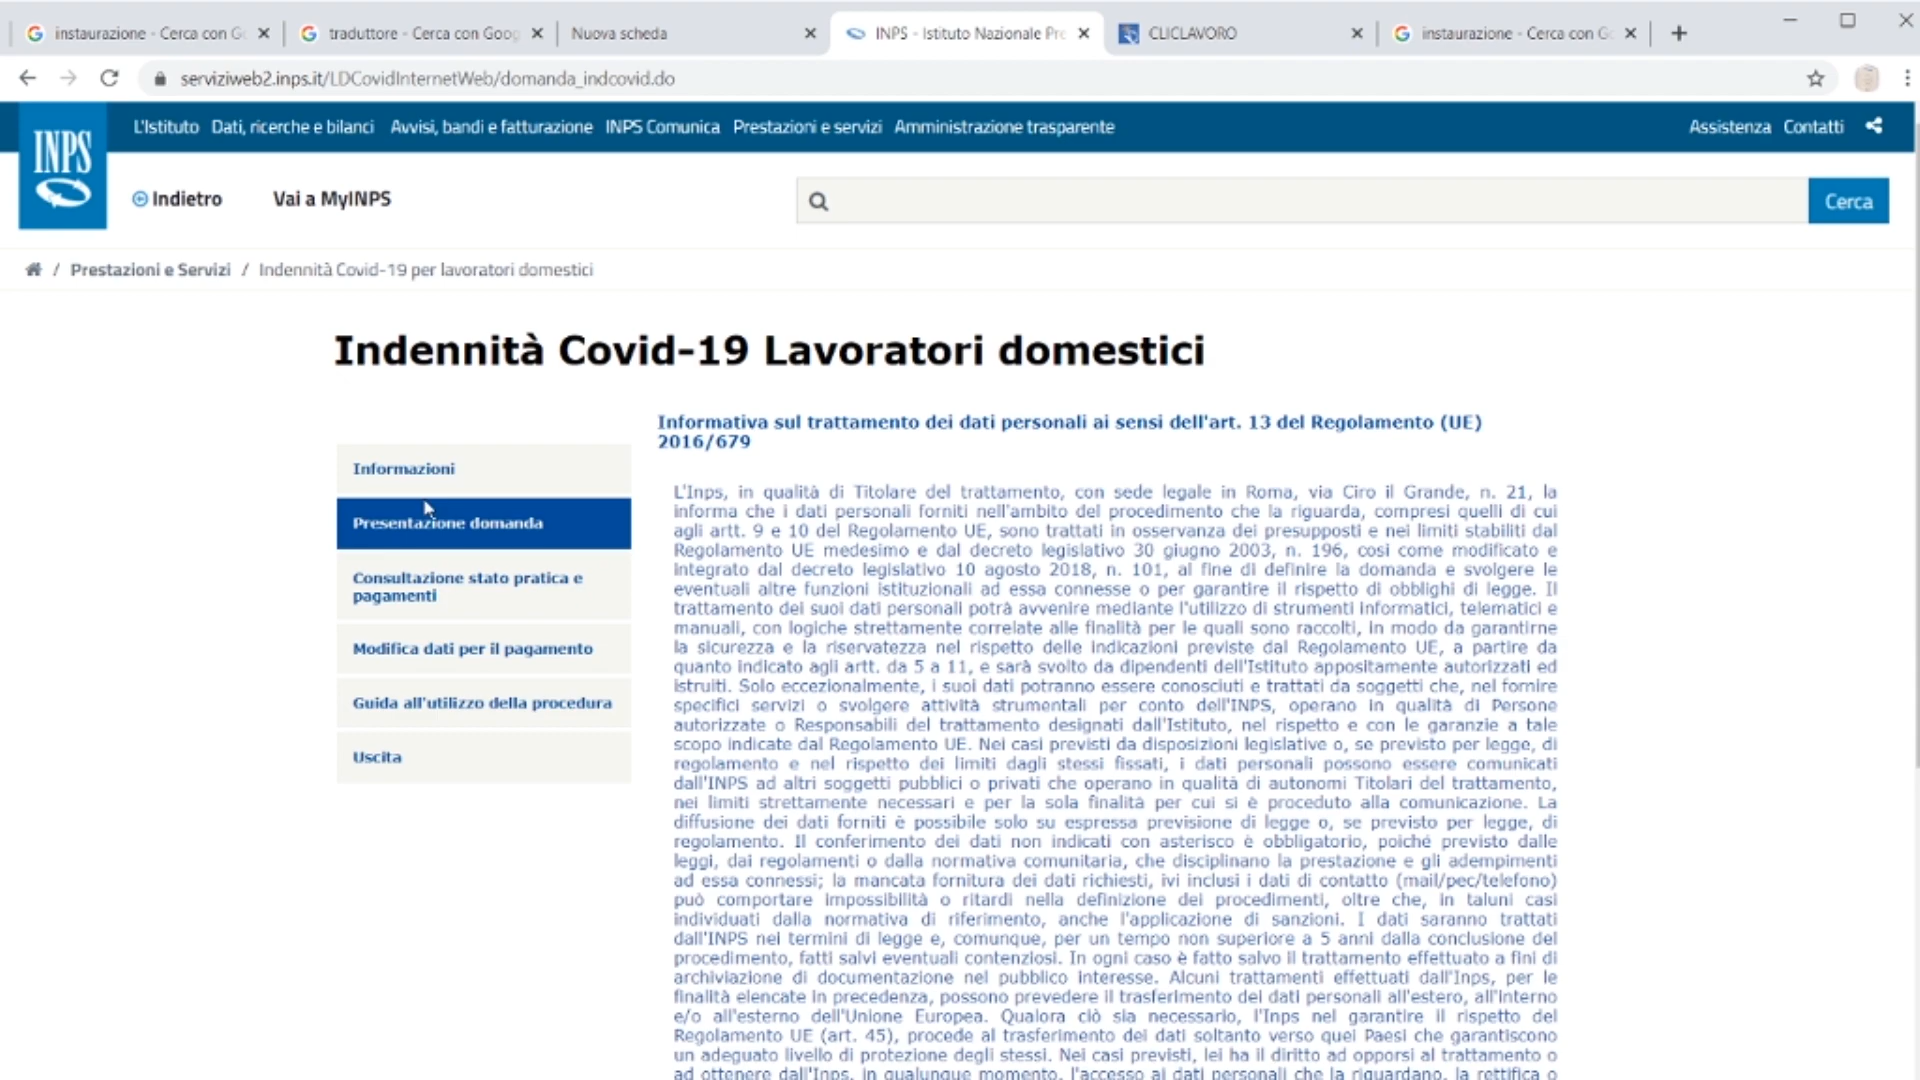 instaurazione - Cerca con G
traduttore - Cerca con Goog
Nuova scheda
INPS - Istituto Nazionale Pre
CLICLAVORO
instaurazione - Cerca con G
serviziweb2.inps.it/LDCovidInternetWeb/domanda_indcovid.do
INPS
L'Istituto Dati, ricerche e bilanci Avvisi, bandi e fatturazione INPS Comunica Prestazioni e servizi Amministrazione trasparente
Assistenza Contatti
Indietro Vai a MyINPS
Cerca
/ Prestazioni e Servizi / Indennità Covid-19 per lavoratori domestici
Indennità Covid-19 Lavoratori domestici
Informazioni
Presentazione domanda
Consultazione stato pratica e
pagamenti
Modifica dati per il pagamento
Guida all'utilizzo della procedura
Uscita
Informativa sul trattamento dei dati personali ai sensi dell'art. 13 del Regolamento (UE)
2016/679
L'Inps, in qualità di Titolare del trattamento, con sede legale in Roma, via Ciro il Grande, n. 21, la
informa che i dati personali forniti nell'ambito del procedimento che la riguarda, compresi quelli di cui
agli artt. 9 e 10 del Regolamento UE, sono trattati in osservanza dei presupposti e nei limiti stabiliti dal
Regolamento UE medesimo e dal decreto legislativo 30 giugno 2003, n. 196, così come modificato e
integrato dal decreto legislativo 10 agosto 2018, n. 101, al fine di definire la domanda e svolgere le
eventuali altre funzioni istituzionali ad essa connesse o per garantire il rispetto di obblighi di legge. Il
trattamento dei suoi dati personali potrà avvenire mediante l'utilizzo di strumenti informatici, telematici e
manuali, con logiche strettamente correlate alle finalità per le quali sono raccolti, in modo da garantirne
la sicurezza e la riservatezza nel rispetto delle indicazioni previste dal Regolamento UE, a partire da
quanto indicato agli artt. da 5 a 11, e sarà svolto da dipendenti dell'Istituto appositamente autorizzati ed
istruiti. Solo eccezionalmente, i suoi dati potranno essere conosciuti e trattati da soggetti che, nel fornire
specifici servizi o svolgere attività strumentali per conto dell'INPS, operano in qualità di Persone
autorizzate o Responsabili del trattamento designati dall'Istituto, nel rispetto e con le garanzie a tale
scopo indicate dal Regolamento UE. Nei casi previsti da disposizioni legislative o, se previsto per legge, di
regolamento e nel rispetto dei limiti dagli stessi fissati, i dati personali possono essere comunicati
dall'INPS ad altri soggetti pubblici o privati che operano in qualità di autonomi Titolari del trattamento,
nei limiti strettamente necessari e per la sola finalità per cui si è proceduto alla comunicazione. La
diffusione dei dati forniti è possibile solo su espressa previsione di legge o, se previsto per legge, di
regolamento. Il conferimento dei dati non indicati con asterisco è obbligatorio, poiché previsto dalle
leggi, dai regolamenti o dalla normativa comunitaria, che disciplinano la prestazione e gli adempimenti
ad essa connessi; la mancata fornitura dei dati richiesti, ivi inclusi i dati di contatto (mail/pec/telefono)
può comportare impossibilità o ritardi nella definizione dei procedimenti, oltre che, in taluni casi
individuati dalla normativa di riferimento, anche l'applicazione di sanzioni. I dati saranno trattati
dall'INPS nei termini di legge e, comunque, per un tempo non superiore a 5 anni dalla conclusione del
procedimento, fatti salvi eventuali contenziosi. In ogni caso è fatto salvo il trattamento effettuato a fini di
archiviazione di documentazione nel pubblico interesse. Alcuni trattamenti effettuati dall'Inps, per le
finalità elencate in precedenza, possono prevedere il trasferimento dei dati personali all'estero, all'interno
e/o all'esterno dell'Unione Europea. Qualora ciò sia necessario, l'Inps nel garantire il rispetto del
Regolamento UE (art. 45), procede al trasferimento dei dati soltanto verso quei Paesi che garantiscono
un adeguato livello di protezione degli stessi. Nei casi previsti, lei ha il diritto ad opporsi al trattamento o
ad ottenere dall'Inps, in qualunque momento, l'accesso ai dati personali che la riguardano, la rettifica o